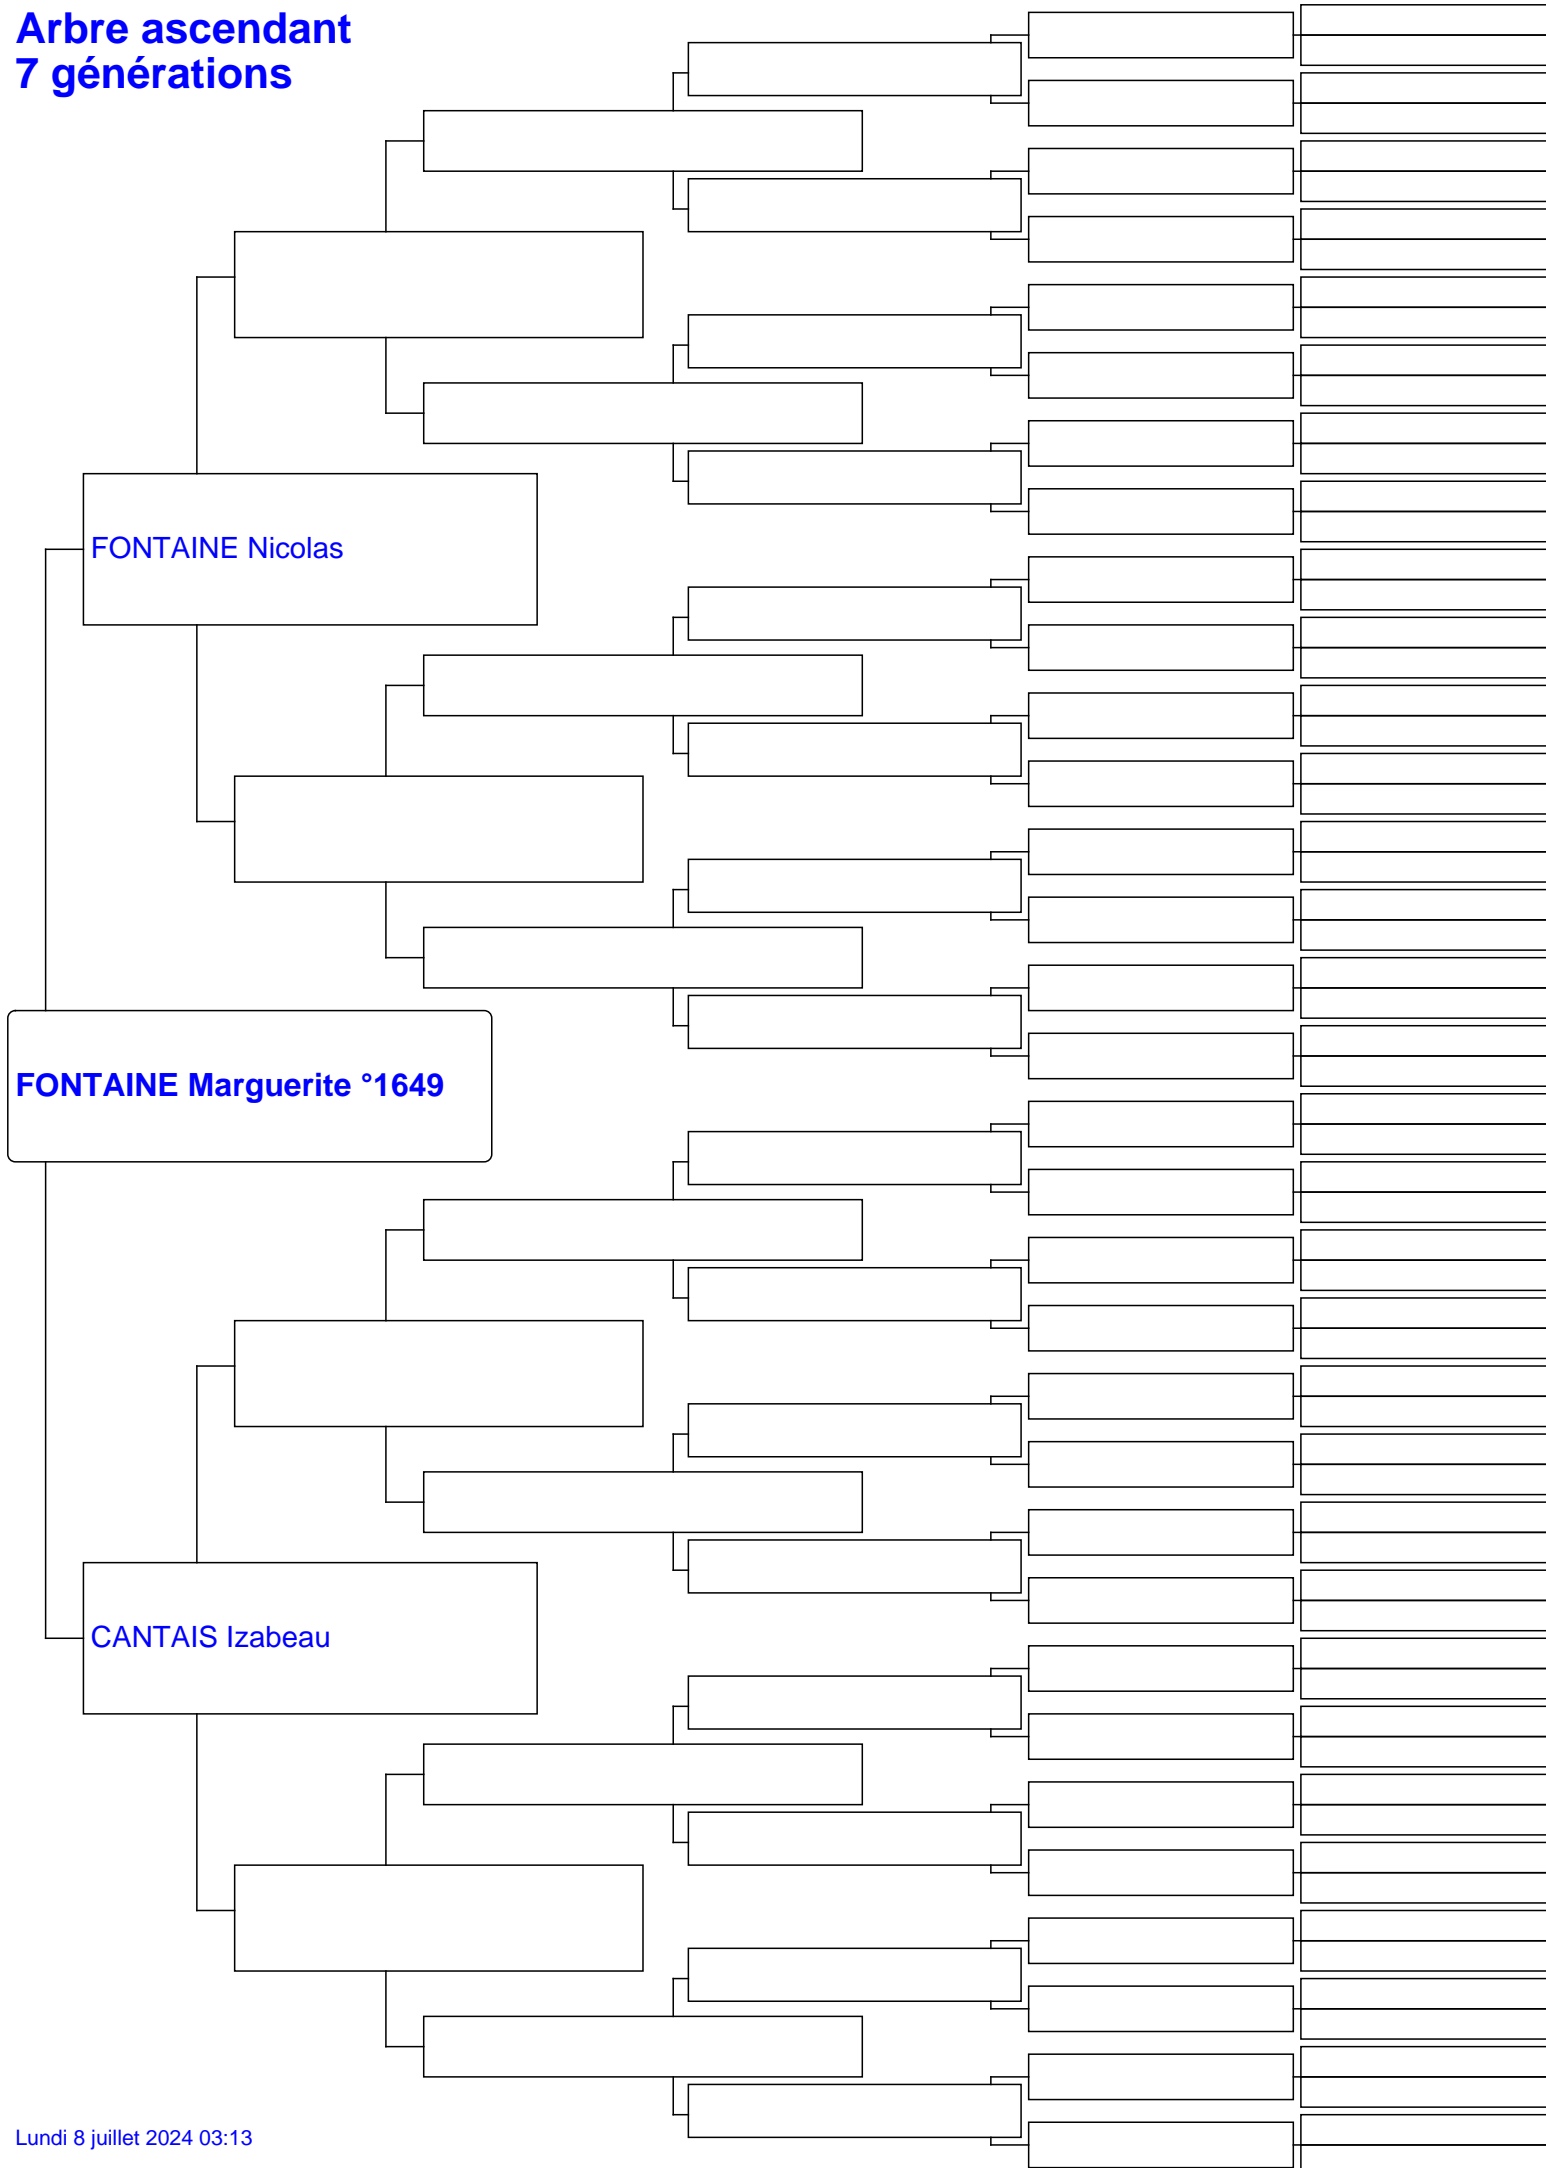 Arbre ascendant
7 générations
FONTAINE Nicolas
FONTAINE Marguerite °1649
CANTAIS Izabeau
Lundi 8 juillet 2024 03:13